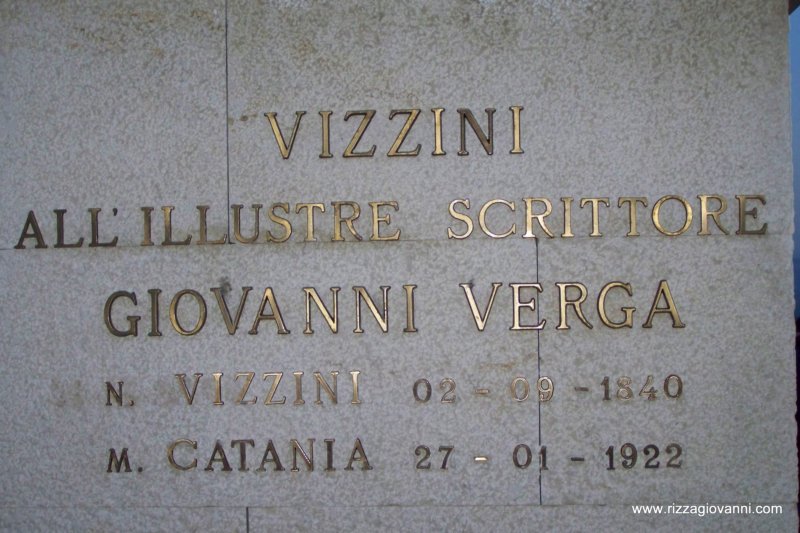 VIZZINI
ALL' ILLUSTRE SCRITTORE
GIOVANNI VERGA
N. VIZZINI 02 - 09 - 1840
M. CATANIA 27 - 01 - 1922
www.rizzagiovanni.com